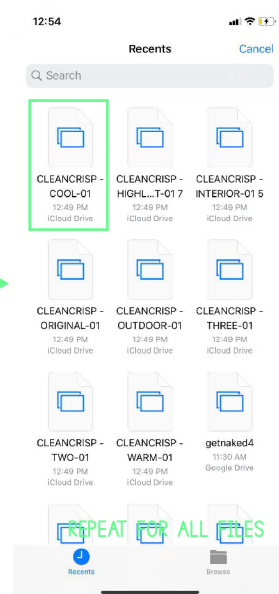 12:54
Recents
Cancel
Search
CLEANCRISP - CLEANCRISP - CLEANCRISP -
COOL-01 HIGHL...T-01 7 INTERIOR-01 5
12:49 PM 12:49 PM 12:49 PM
iCloud Drive iCloud Drive iCloud Drive
CLEANCRISP - CLEANCRISP - CLEANCRISP -
ORIGINAL-01 OUTDOOR-01 THREE-01
12:49 PM 12:49 PM 12:49 PM
iCloud Drive iCloud Drive iCloud Drive
CLEANCRISP - CLEANCRISP - getnaked4
TWO-01 WARM-01 11:30 AM
12:49 PM 12:49 PM Google Drive
iCloud Drive iCloud Drive
REPEAT FOR ALL FILES
Recents Browse